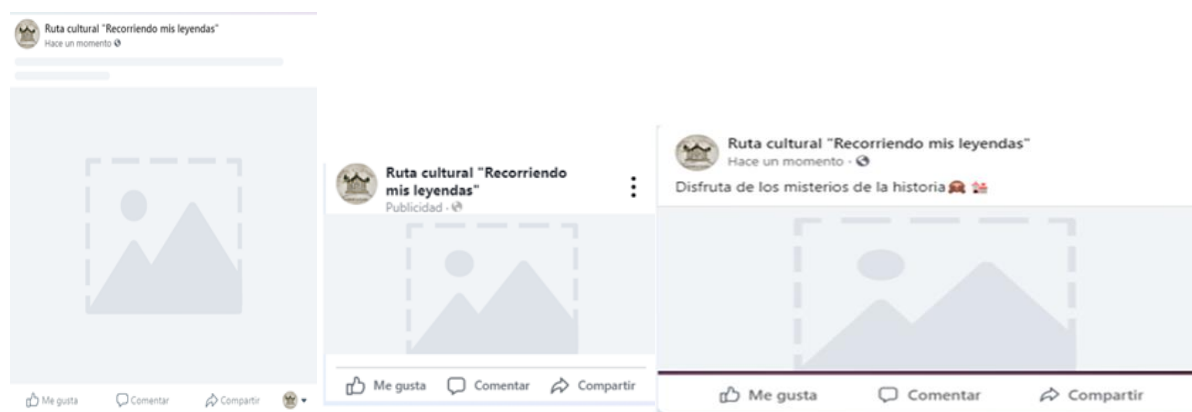 Ruta cultural "Recorriendo mis leyendas"
Hace un momento
Me gusta
Comentar
Compartir
Ruta cultural "Recorriendo
mis leyendas"
Publicidad ·
Me gusta
Comentar
Compartir
Ruta cultural "Recorriendo mis leyendas"
Hace un momento ·
Disfruta de los misterios de la historia
Me gusta
Comentar
Compartir